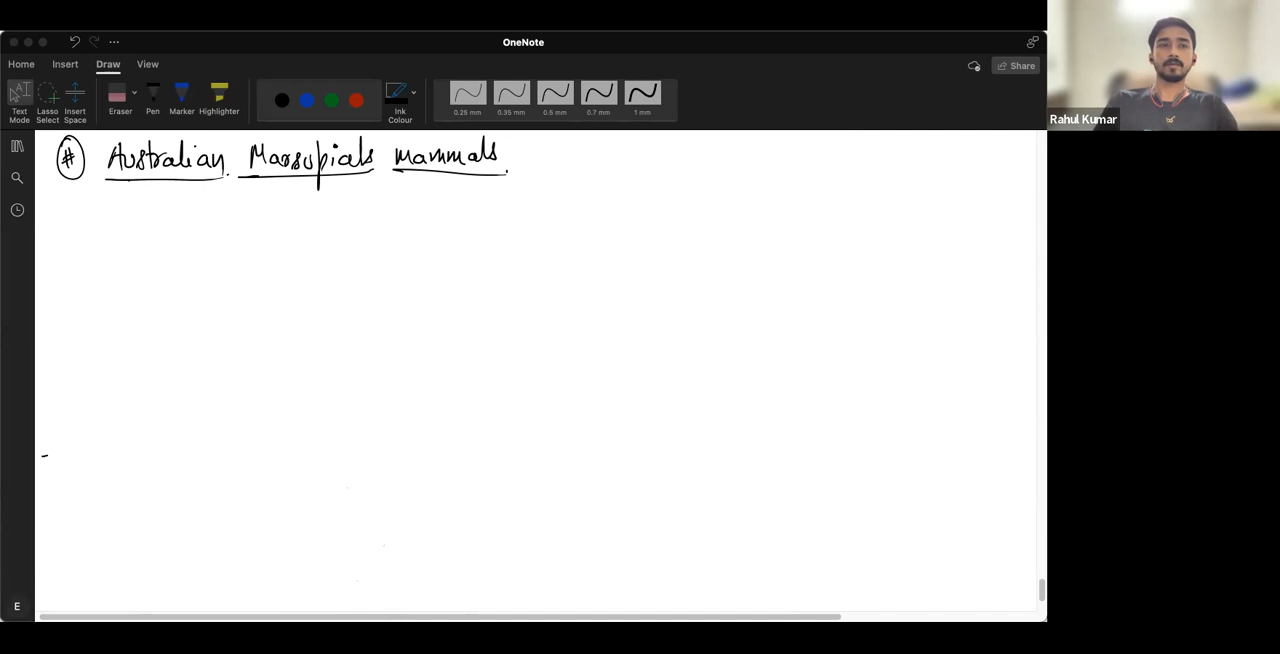 OneNote
Home Insert Draw View
Share
Text Mode
Lasso Select
Insert Space
Eraser
Pen
Marker
Highlighter
Ink Colour
0.25 mm
0.35 mm
0.5 mm
0.7 mm
1 mm
Rahul Kumar
# Australian Marsupials mammals.
E